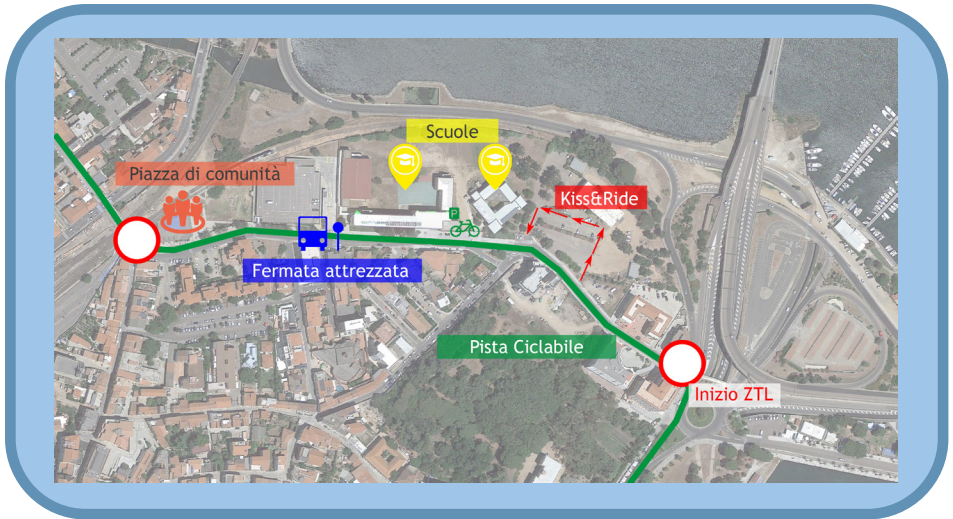 Scuole
Piazza di comunità
Kiss&Ride
P
Fermata attrezzata
Pista Ciclabile
Inizio ZTL